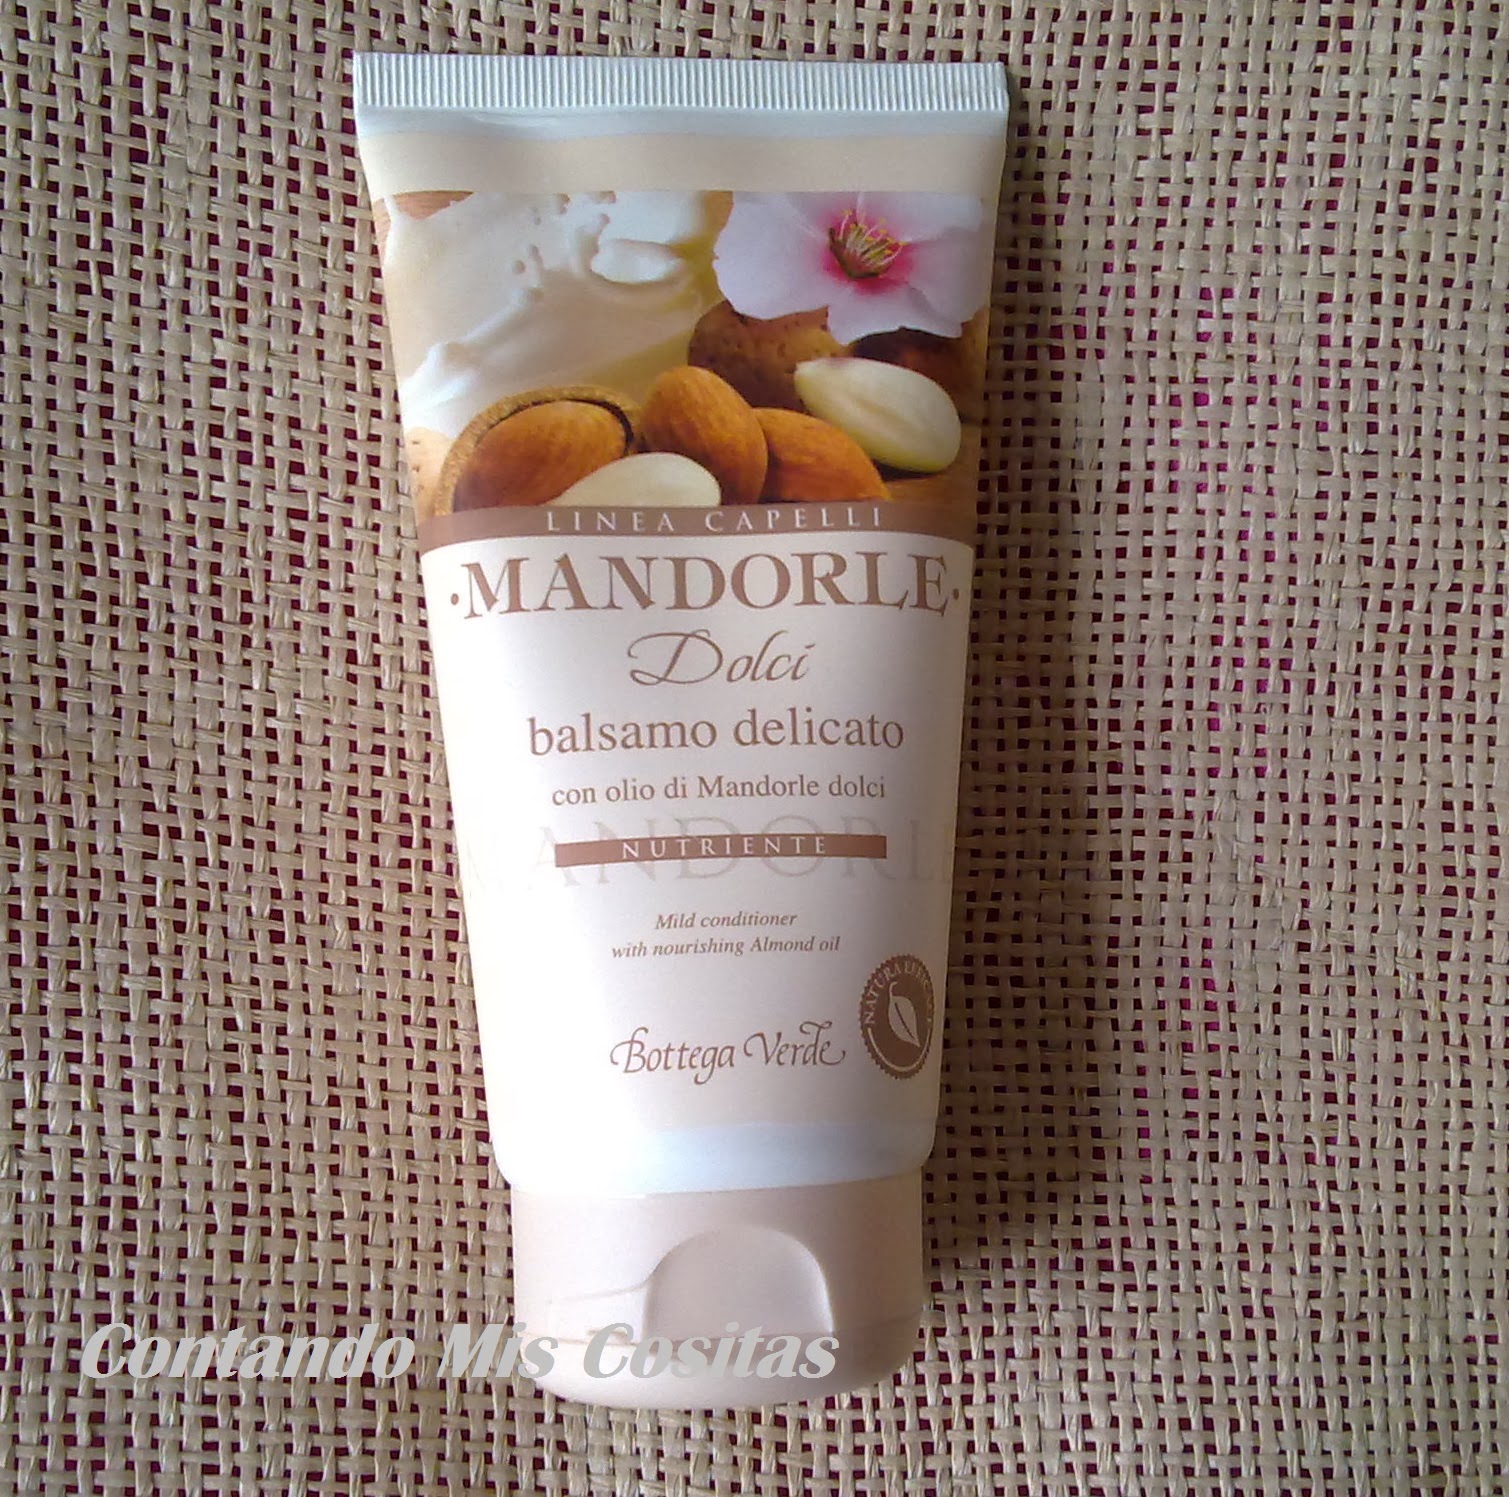 LINEA CAPELLI
·MANDORLE·
Dolci
balsamo delicato
con olio di Mandorle dolci
MANDORLE
NUTRIENTE
Mild conditioner
with nourishing Almond oil
NATURA
Bottega Verde
Contando Mis Cositas